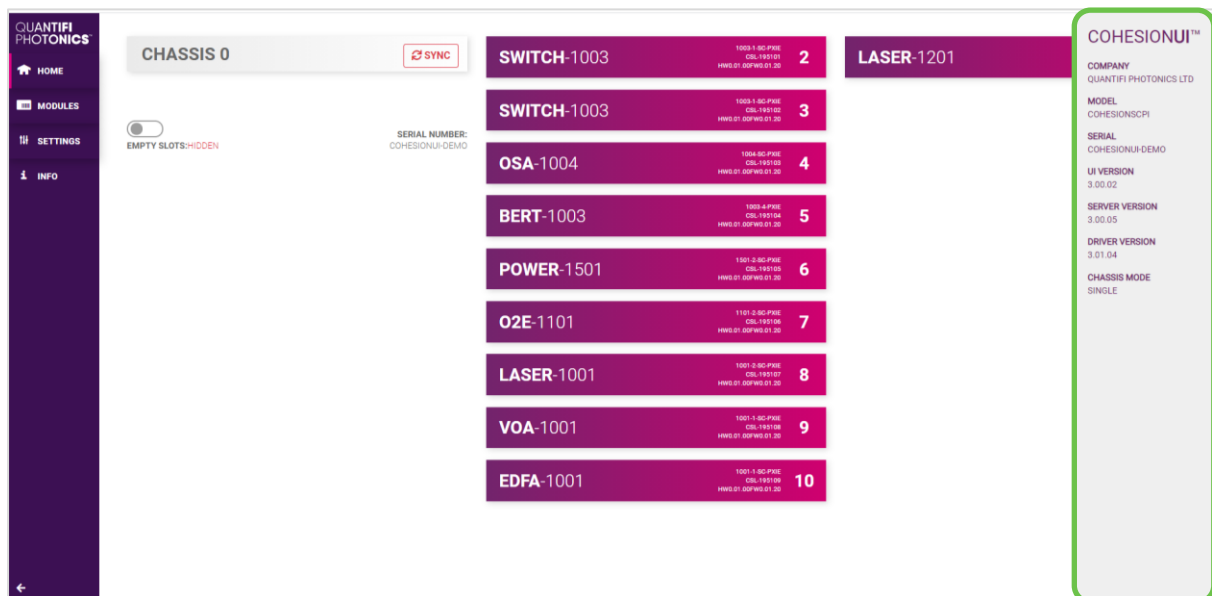 QUANTIFI
PHOTONICS™
HOME
MODULES
SETTINGS
INFO
CHASSIS 0
SYNC
EMPTY SLOTS:HIDDEN
SERIAL NUMBER:
COHESIONUI-DEMO
SWITCH-1003
1003-1-SC-PXIE
CSL-195101
HW0.01.00FW0.01.20
2
SWITCH-1003
1003-1-SC-PXIE
CSL-195102
HW0.01.00FW0.01.20
3
OSA-1004
1004-SC-PXIE
CSL-195103
HW0.01.00FW0.01.20
4
BERT-1003
1003-4-PXIE
CSL-195104
HW0.01.00FW0.01.20
5
POWER-1501
1501-2-SC-PXIE
CSL-195105
HW0.01.00FW0.01.20
6
O2E-1101
1101-2-SC-PXIE
CSL-195106
HW0.01.00FW0.01.20
7
LASER-1001
1001-2-SC-PXIE
CSL-195107
HW0.01.00FW0.01.20
8
VOA-1001
1001-1-SC-PXIE
CSL-195108
HW0.01.00FW0.01.20
9
EDFA-1001
1001-1-SC-PXIE
CSL-195109
HW0.01.00FW0.01.20
10
LASER-1201
COHESIONUI™
COMPANY
QUANTIFI PHOTONICS LTD
MODEL
COHESIONSCPI
SERIAL
COHESIONUI-DEMO
UI VERSION
3.00.02
SERVER VERSION
3.00.05
DRIVER VERSION
3.01.04
CHASSIS MODE
SINGLE